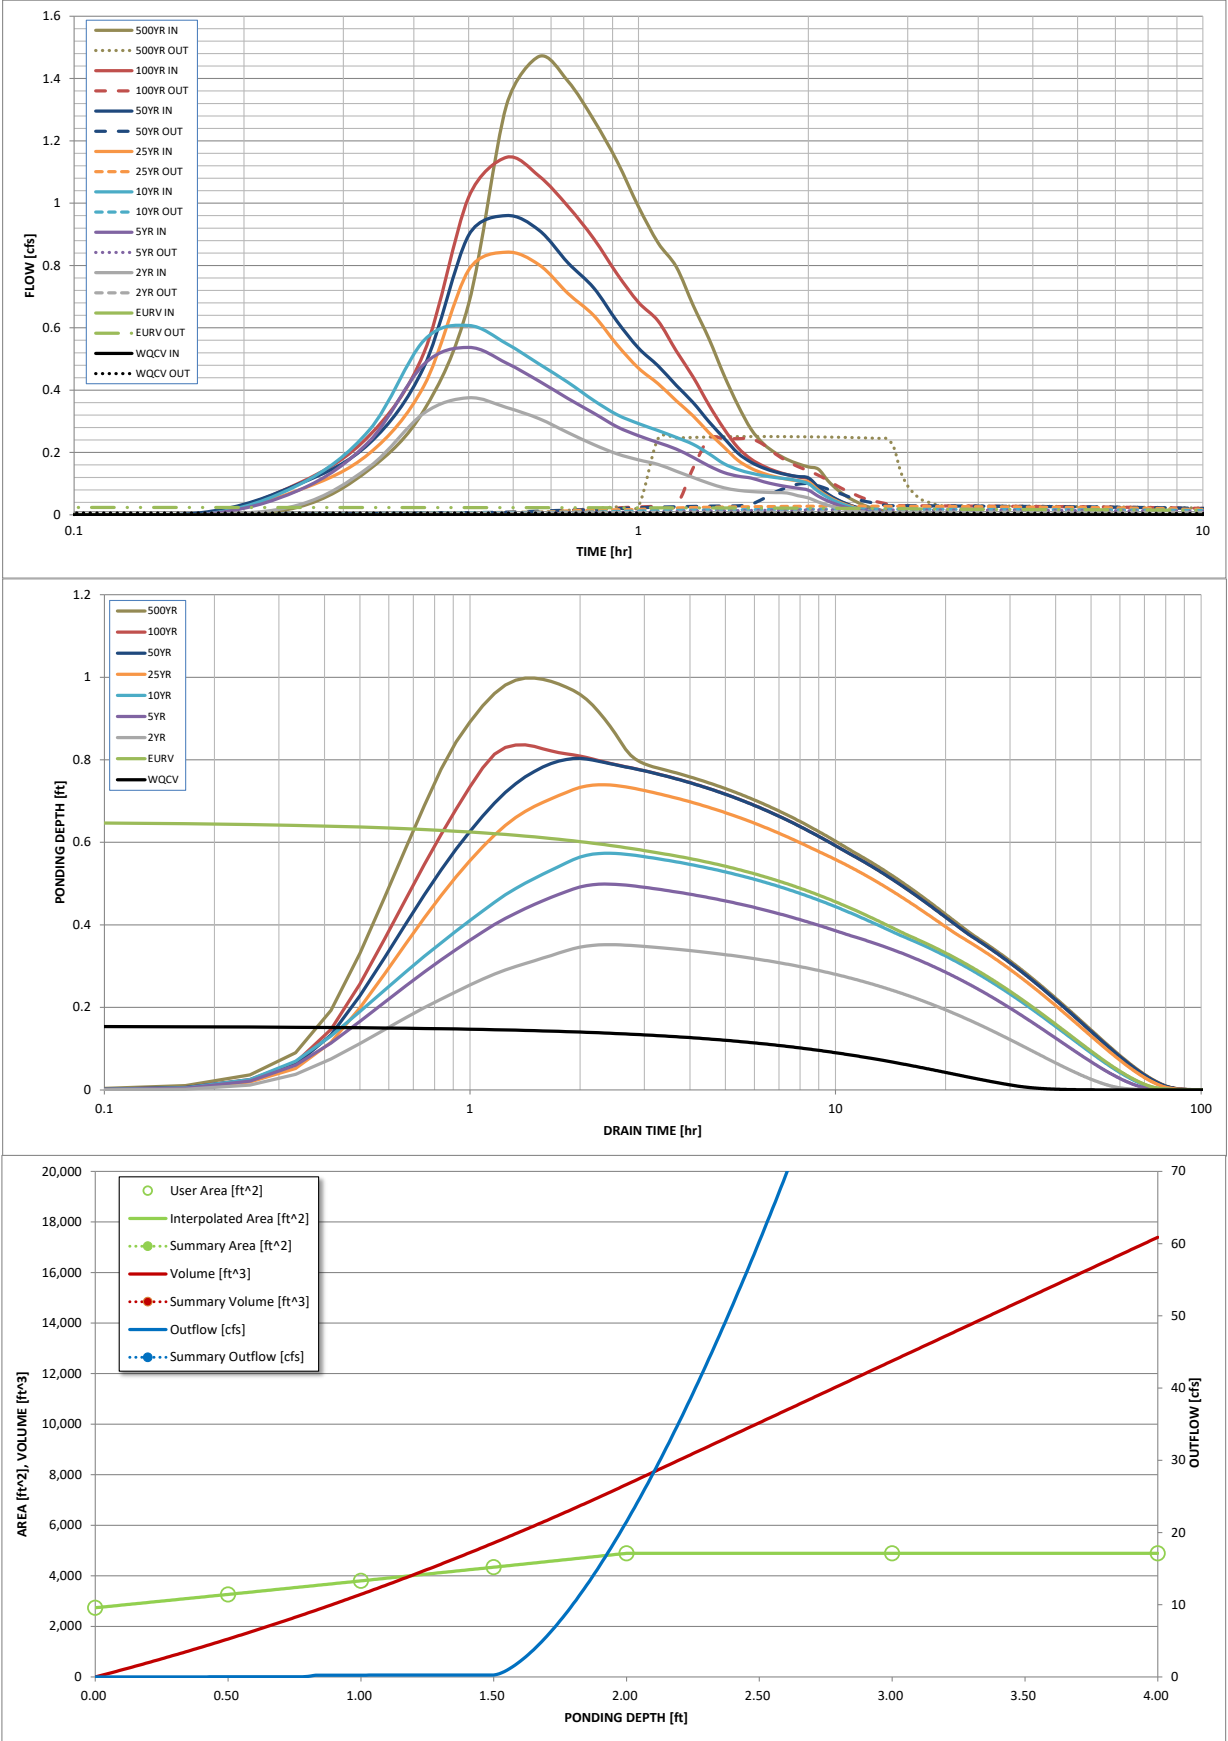 1.6
1.4
1.2
1
0.8
0.6
0.4
0.2
0
FLOW [cfs]
500YR IN
500YR OUT
100YR IN
100YR OUT
50YR IN
50YR OUT
25YR IN
25YR OUT
10YR IN
10YR OUT
5YR IN
5YR OUT
2YR IN
2YR OUT
EURV IN
EURV OUT
WQCV IN
WQCV OUT
0.1
1
10
TIME [hr]
1.2
1
0.8
0.6
0.4
0.2
0
PONDING DEPTH [ft]
500YR
100YR
50YR
25YR
10YR
5YR
2YR
EURV
WQCV
0.1
1
10
100
DRAIN TIME [hr]
20,000
18,000
16,000
14,000
12,000
10,000
8,000
6,000
4,000
2,000
0
AREA [ft^2], VOLUME [ft^3]
User Area [ft^2]
Interpolated Area [ft^2]
Summary Area [ft^2]
Volume [ft^3]
Summary Volume [ft^3]
Outflow [cfs]
Summary Outflow [cfs]
70
60
50
40
30
20
10
0
OUTFLOW [cfs]
0.00
0.50
1.00
1.50
2.00
2.50
3.00
3.50
4.00
PONDING DEPTH [ft]